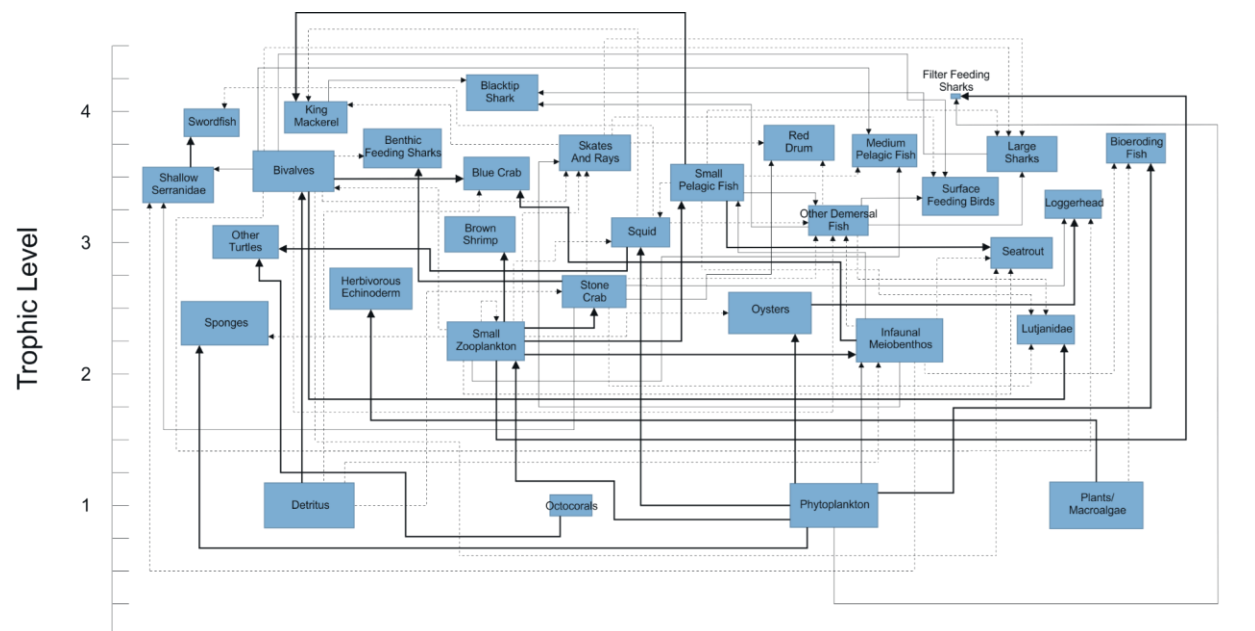 Trophic Level
4
3
2
1
Filter Feeding
Sharks
Blacktip
Shark
King
Mackerel
Swordfish
Benthic
Feeding Sharks
Skates
And Rays
Red
Drum
Medium
Pelagic Fish
Large
Sharks
Bioeroding
Fish
Shallow
Serranidae
Bivalves
Blue Crab
Small
Pelagic Fish
Surface
Feeding Birds
Loggerhead
Other
Turtles
Brown
Shrimp
Squid
Other Demersal
Fish
Seatrout
Herbivorous
Echinoderm
Stone
Crab
Oysters
Sponges
Small
Zooplankton
Infaunal
Meiobenthos
Lutjanidae
Detritus
Octocorals
Phytoplankton
Plants/
Macroalgae